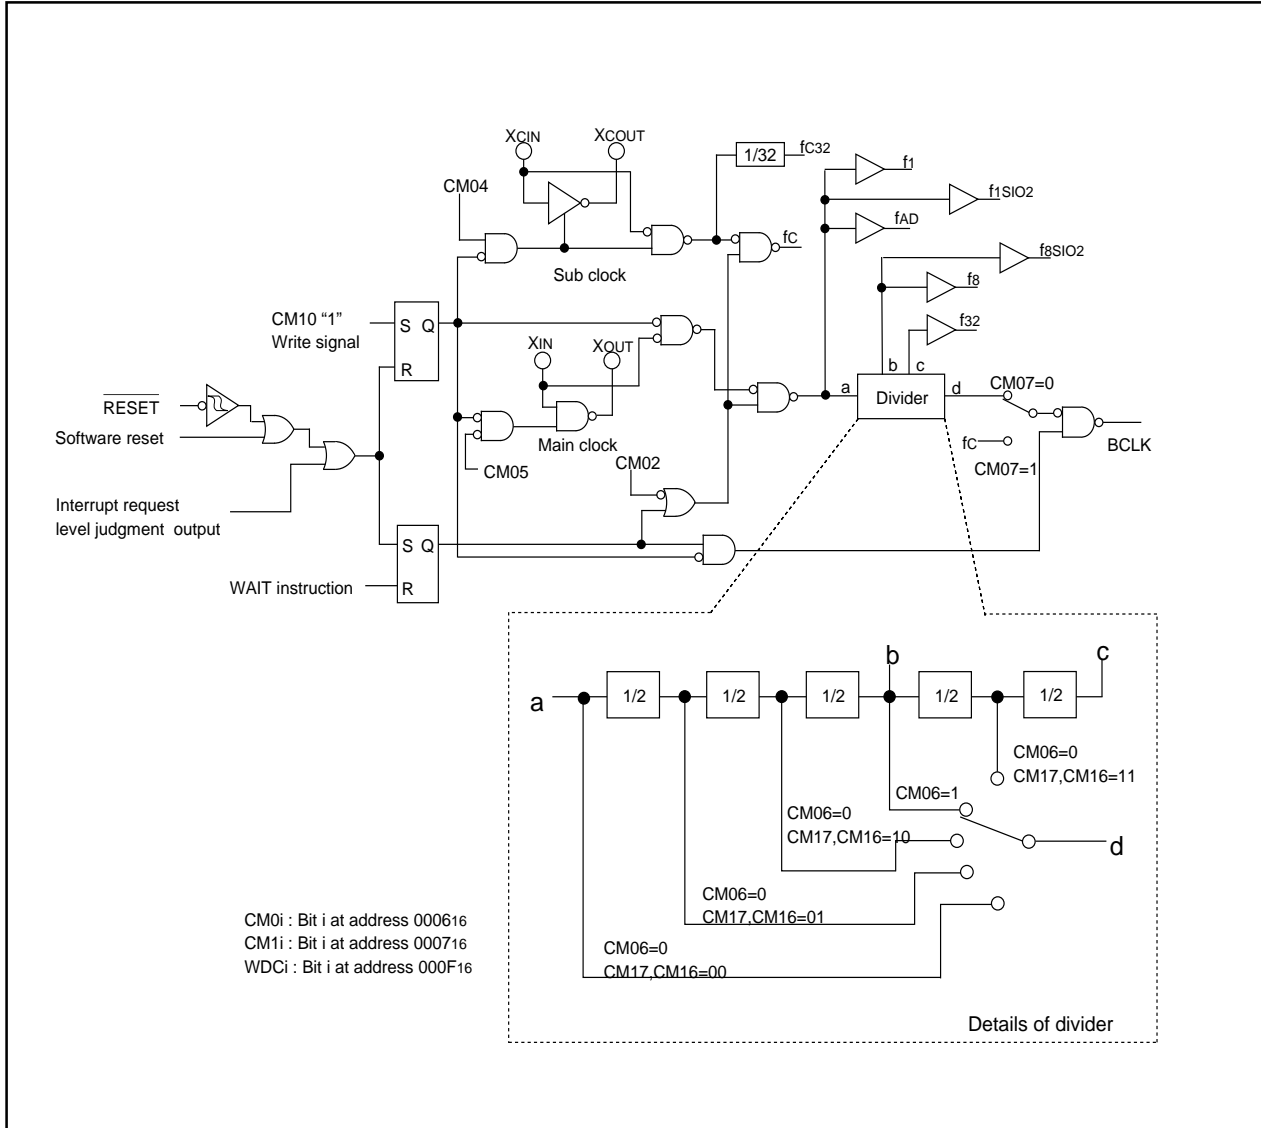 XCIN
XCOUT
1/32
fC32
f1
CM04
f1SIO2
fAD
fC
Sub clock
f8SIO2
f8
CM10 “1”
Write signal
S Q
R
XIN
XOUT
f32
b c
a
Divider
d
CM07=0
RESET
Software reset
Main clock
CM05
CM02
fC
CM07=1
BCLK
Interrupt request
level judgment output
S Q
R
WAIT instruction
a
1/2
1/2
1/2
b
1/2
1/2
c
CM06=0
CM17,CM16=11
CM06=1
CM06=0
CM17,CM16=10
d
CM06=0
CM17,CM16=01
CM06=0
CM17,CM16=00
CM0i : Bit i at address 000616
CM1i : Bit i at address 000716
WDCi : Bit i at address 000F16
Details of divider